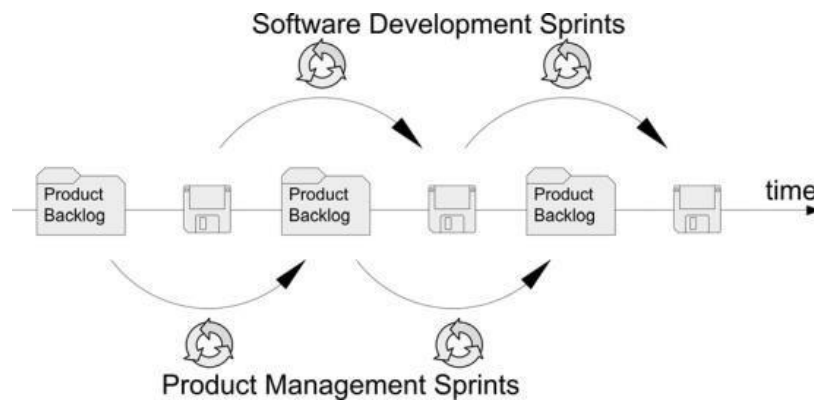 Software Development Sprints
Product
Backlog
Product
Backlog
Product
Backlog
time
Product Management Sprints